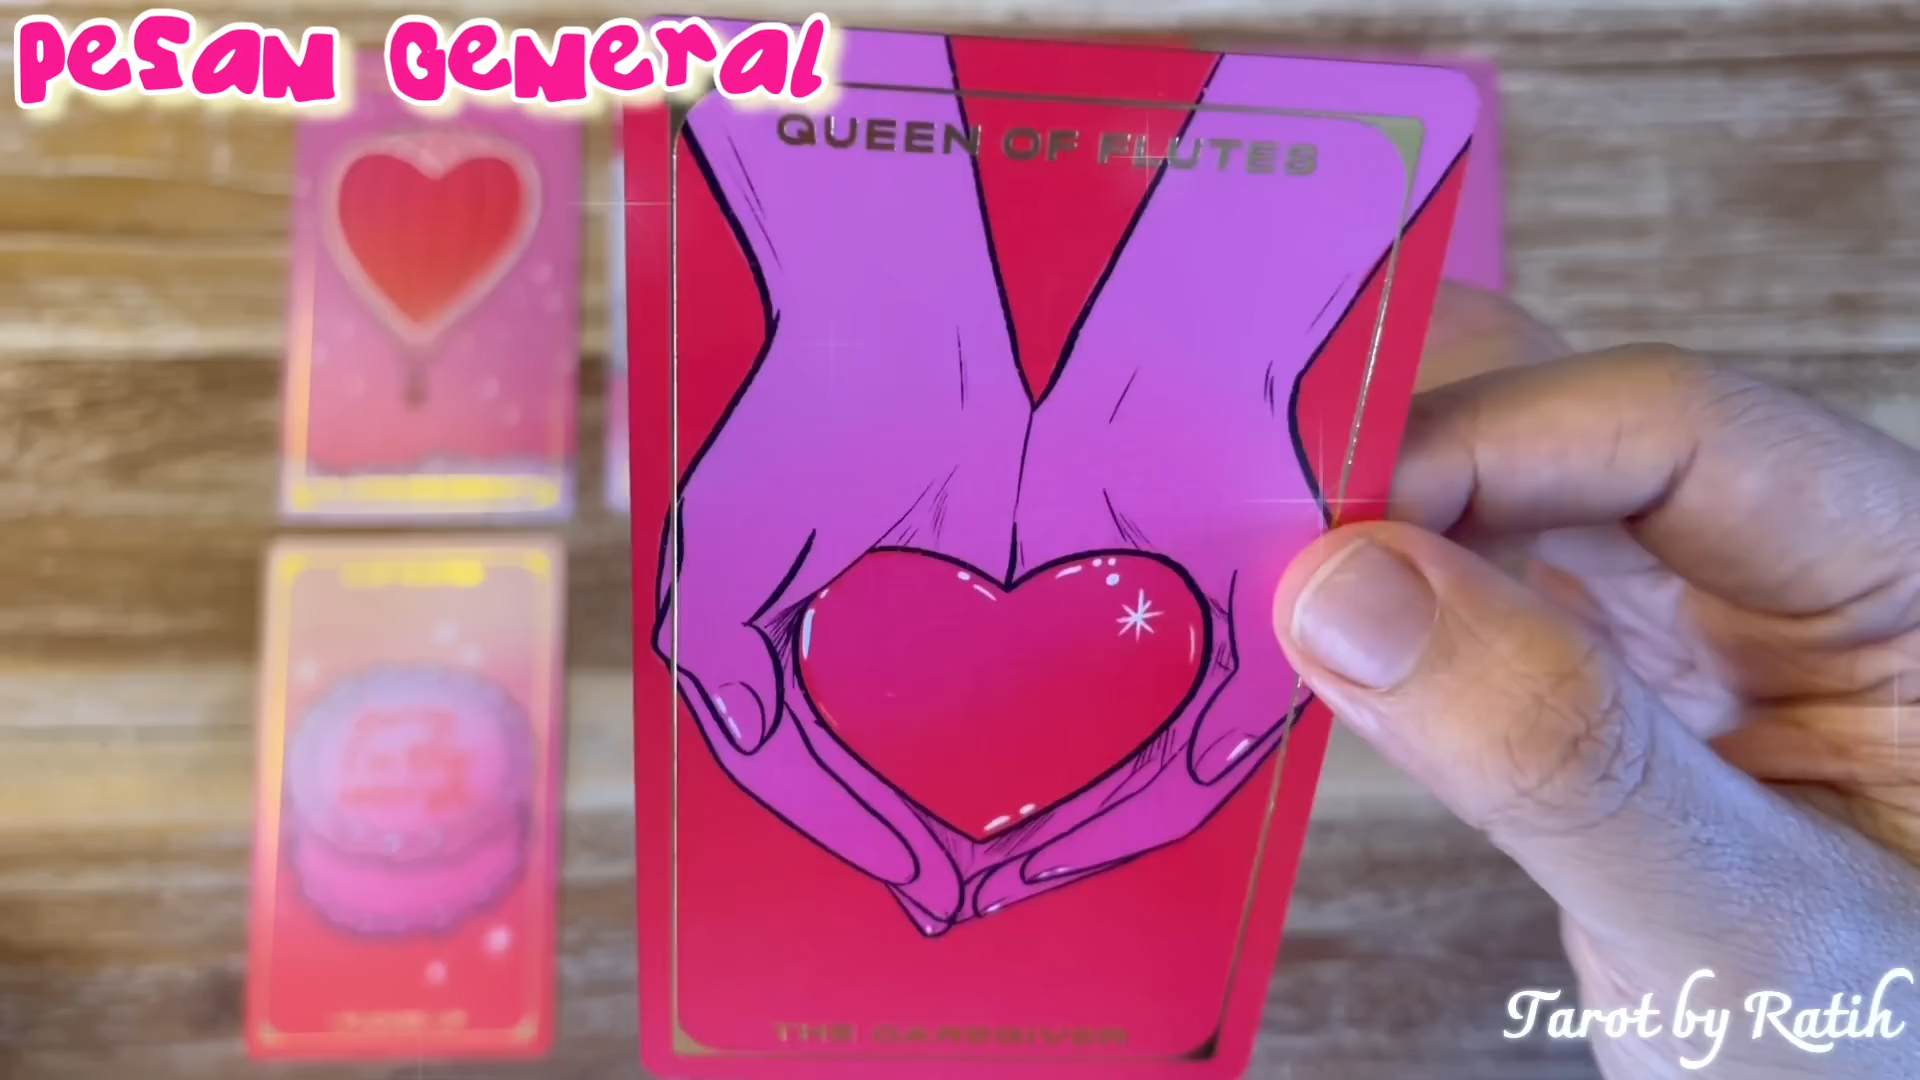 PESAN GENERAL
QUEEN OF FLUTES
THE CAREGIVER
Tarot by Ratih